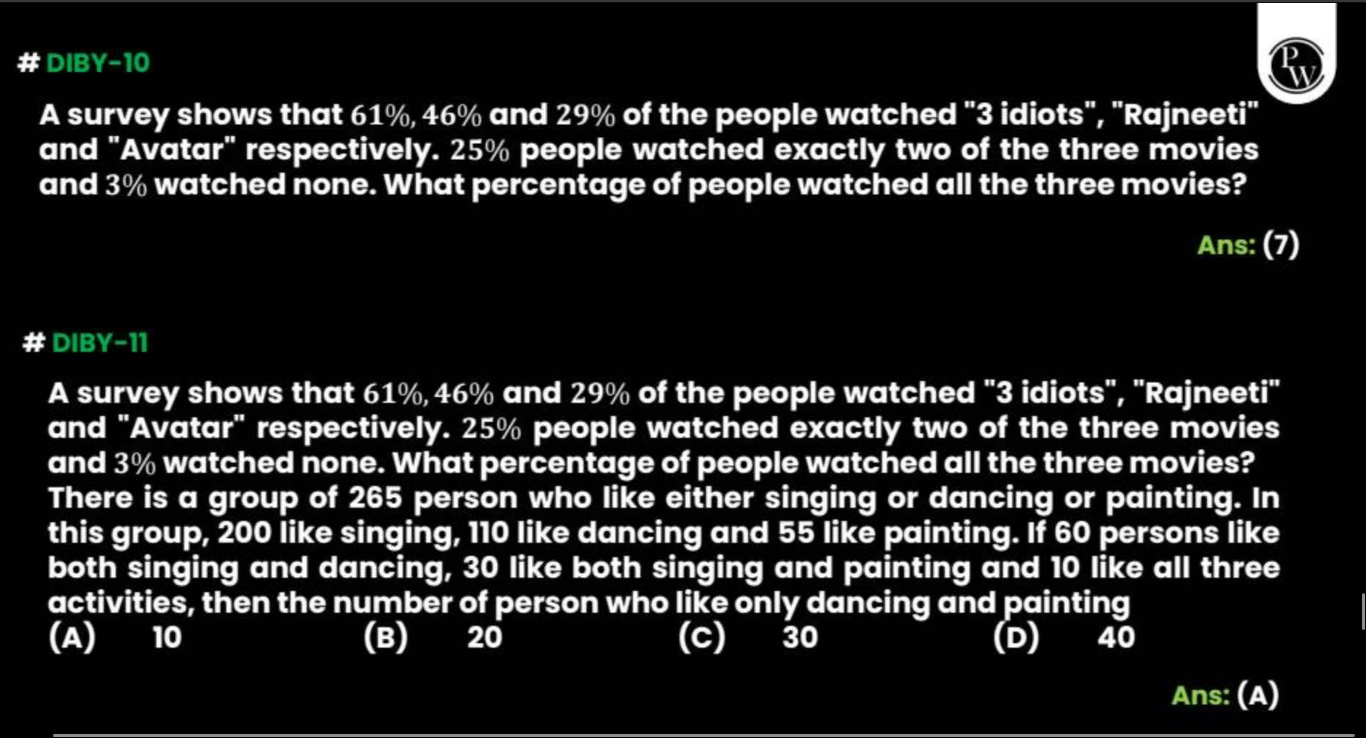 PW
# DIBY-10
A survey shows that 61%, 46% and 29% of the people watched "3 idiots", "Rajneeti"
and "Avatar" respectively. 25% people watched exactly two of the three movies
and 3% watched none. What percentage of people watched all the three movies?
Ans: (7)
# DIBY-11
A survey shows that 61%, 46% and 29% of the people watched "3 idiots", "Rajneeti"
and "Avatar" respectively. 25% people watched exactly two of the three movies
and 3% watched none. What percentage of people watched all the three movies?
There is a group of 265 person who like either singing or dancing or painting. In
this group, 200 like singing, 110 like dancing and 55 like painting. If 60 persons like
both singing and dancing, 30 like both singing and painting and 10 like all three
activities, then the number of person who like only dancing and painting
(A) 10 (B) 20 (C) 30 (D) 40
Ans: (A)